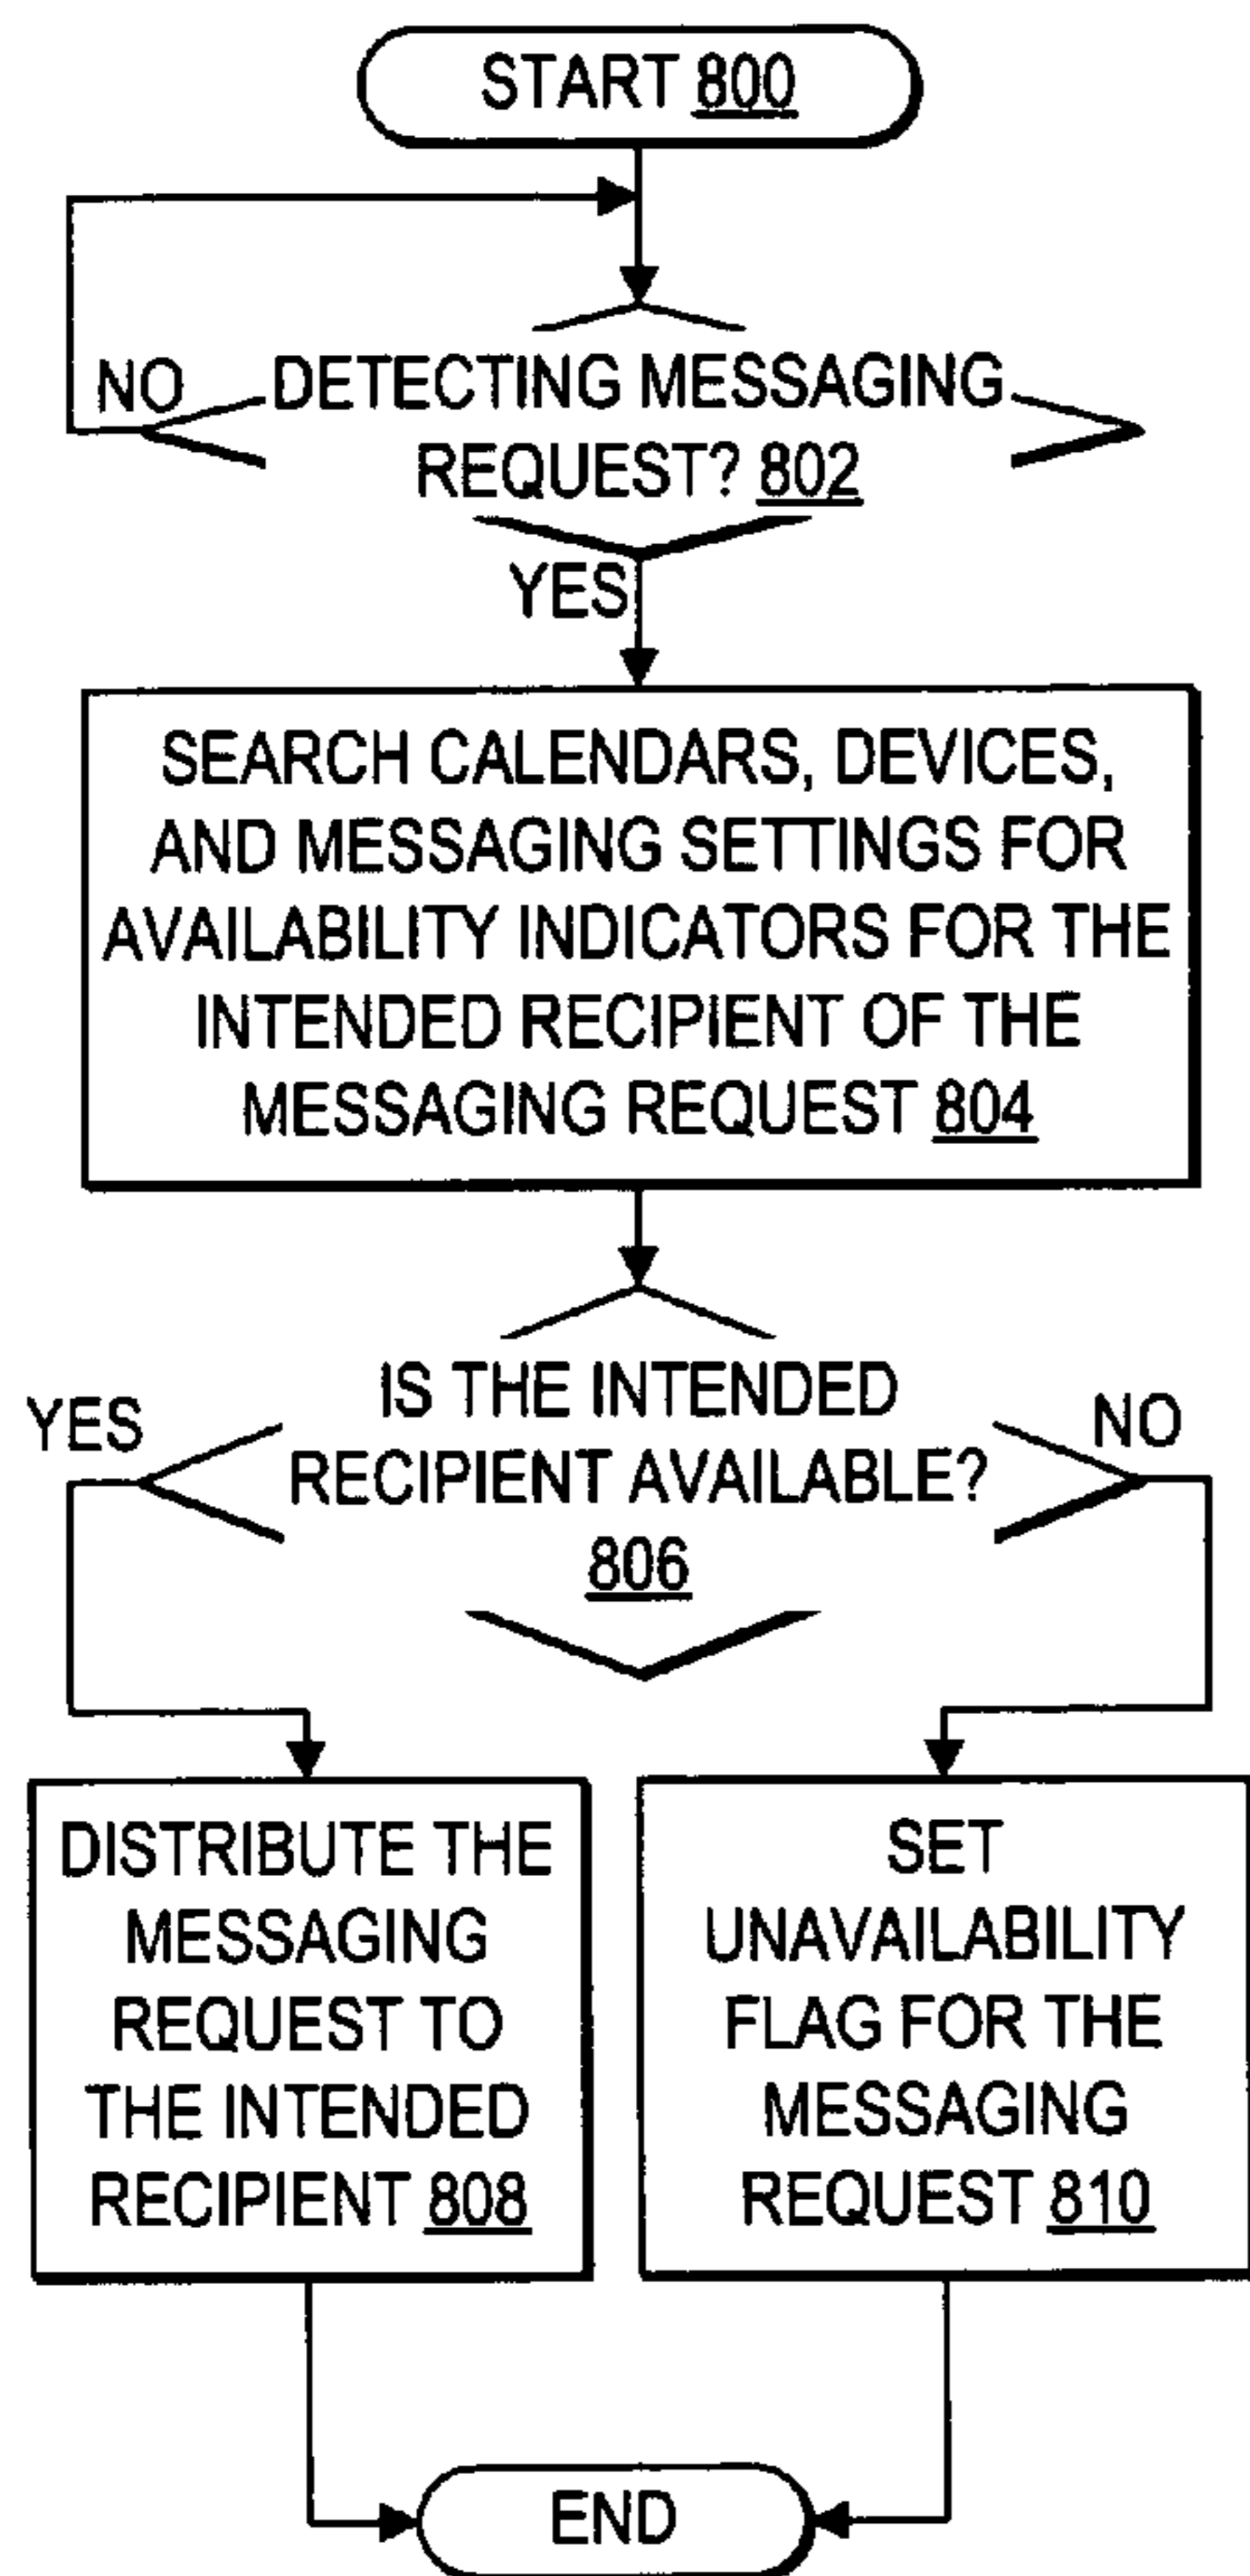 START 800
NO
DETECTING MESSAGING
REQUEST? 802
YES
SEARCH CALENDARS, DEVICES,
AND MESSAGING SETTINGS FOR
AVAILABILITY INDICATORS FOR THE
INTENDED RECIPIENT OF THE
MESSAGING REQUEST 804
IS THE INTENDED
RECIPIENT AVAILABLE?
806
YES
NO
DISTRIBUTE THE
MESSAGING
REQUEST TO
THE INTENDED
RECIPIENT 808
SET
UNAVAILABILITY
FLAG FOR THE
MESSAGING
REQUEST 810
END